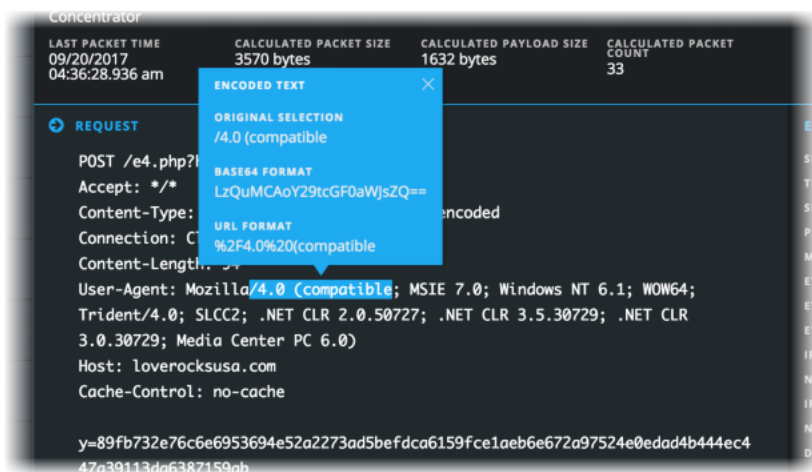 Concentrator
LAST PACKET TIME
09/20/2017
04:36:28.936 am
CALCULATED PACKET SIZE
3570 bytes
CALCULATED PAYLOAD SIZE
1632 bytes
CALCULATED PACKET
COUNT
33
ENCODED TEXT
ORIGINAL SELECTION
/4.0 (compatible
BASE64 FORMAT
LzQuMCAoY29tcGF0aWJsZQ==
URL FORMAT
%2F4.0%20(compatible
REQUEST
POST /e4.php?
Accept: */*
Content-Type: encoded
Connection: C
Content-Length:
User-Agent: Mozilla/4.0 (compatible; MSIE 7.0; Windows NT 6.1; WOW64;
Trident/4.0; SLCC2; .NET CLR 2.0.50727; .NET CLR 3.5.30729; .NET CLR
3.0.30729; Media Center PC 6.0)
Host: loverocksusa.com
Cache-Control: no-cache
y=89fb732e76c6e6953694e52a2273ad5befdca6159fce1aeb6e672a97524e0edad4b444ec4
47a39113da6387159ab